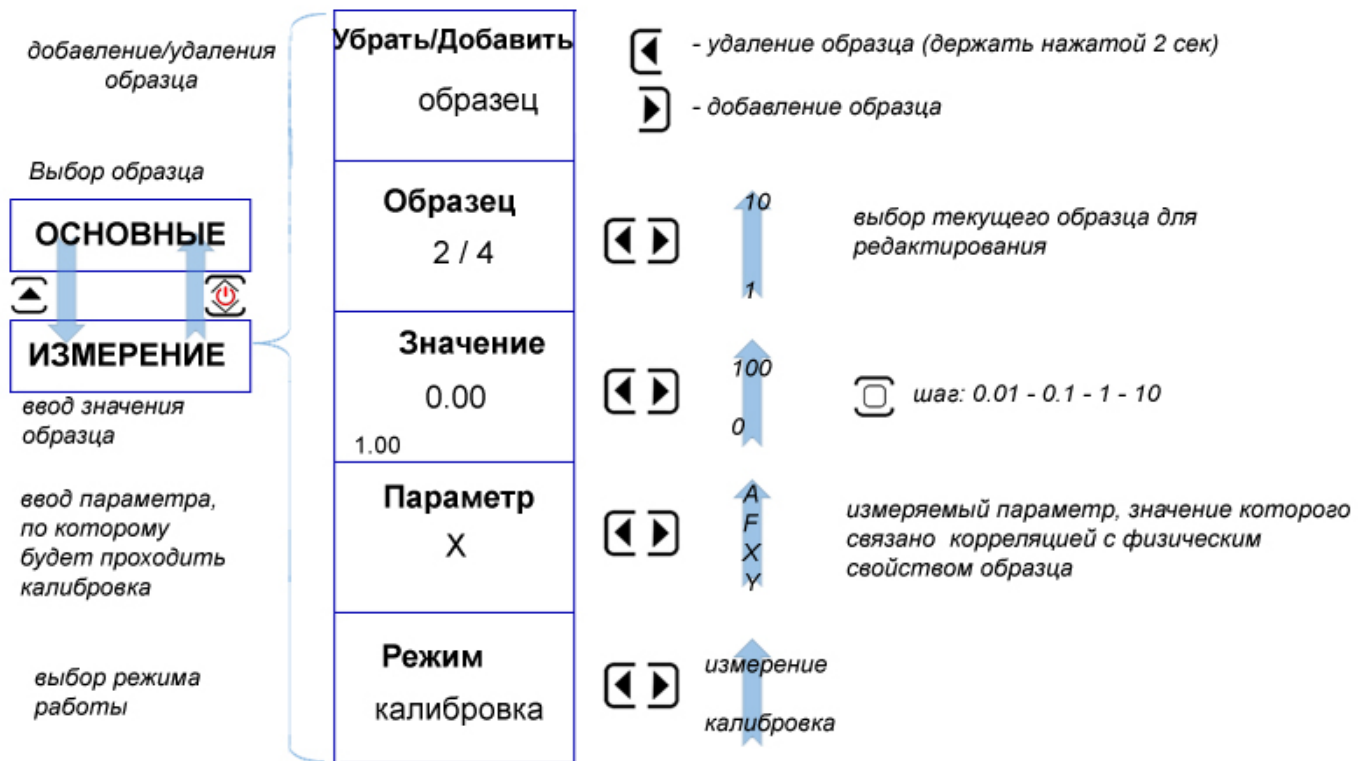 добавление/удаления
образца
Убрать/Добавить
образец
- удаление образца (держать нажатой 2 сек)
- добавление образца
Выбор образца
ОСНОВНЫЕ
ИЗМЕРЕНИЕ
Образец
2 / 4
10
1
выбор текущего образца для
редактирования
ввод значения
образца
Значение
0.00
1.00
100
0
шаг: 0.01 - 0.1 - 1 - 10
ввод параметра,
по которому
будет проходить
калибровка
Параметр
X
A
F
X
Y
измеряемый параметр, значение которого
связано корреляцией с физическим
свойством образца
выбор режима
работы
Режим
калибровка
измерение
калибровка